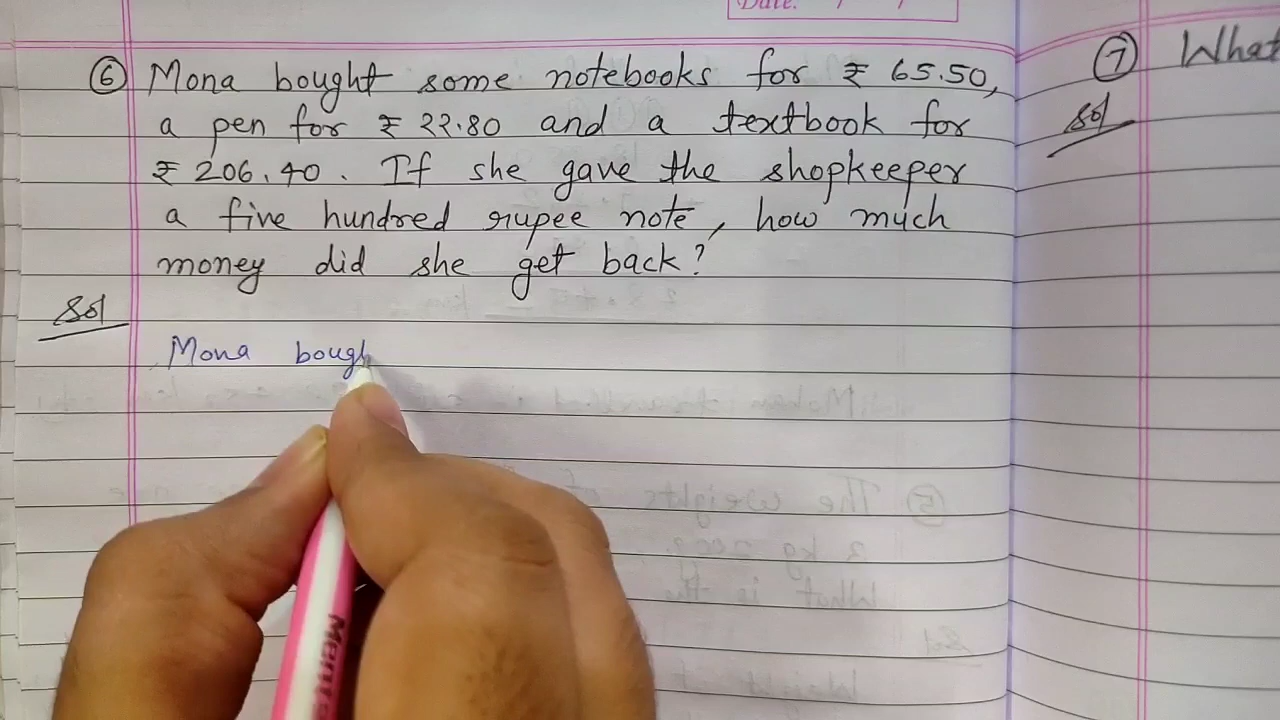 Date. / /
6 Mona bought some notebooks for ₹ 65.50,
a pen for ₹ 22.80 and a textbook for
₹ 206.40. If she gave the shopkeeper
a five hundred rupee note, how much
money did she get back?
Sol
Mona bough
7 What
Sol